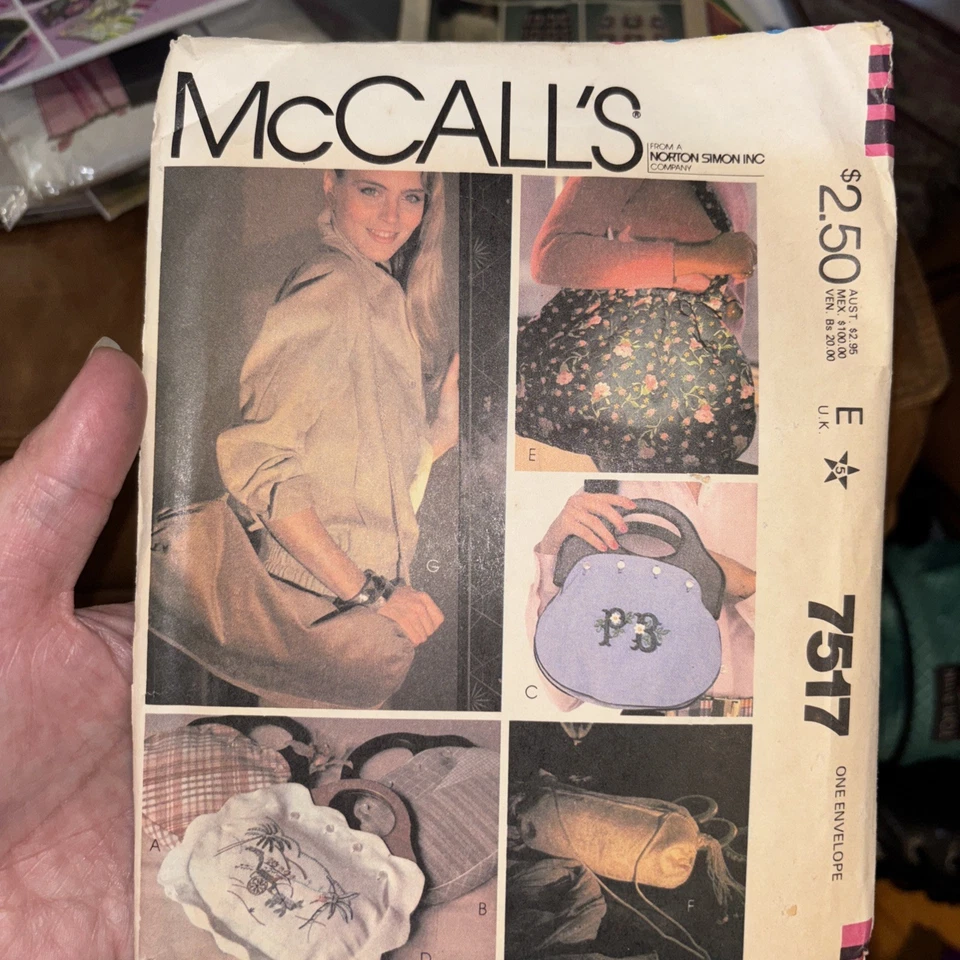 McCALL'S®
FROM A
NORTON SIMON INC
COMPANY
$2.50
AUST. $2.95
MEX. $100.00
VEN. Bs 20.00
E
U.K.
5
7517
ONE ENVELOPE
G
E
PB
C
A
B
D
F